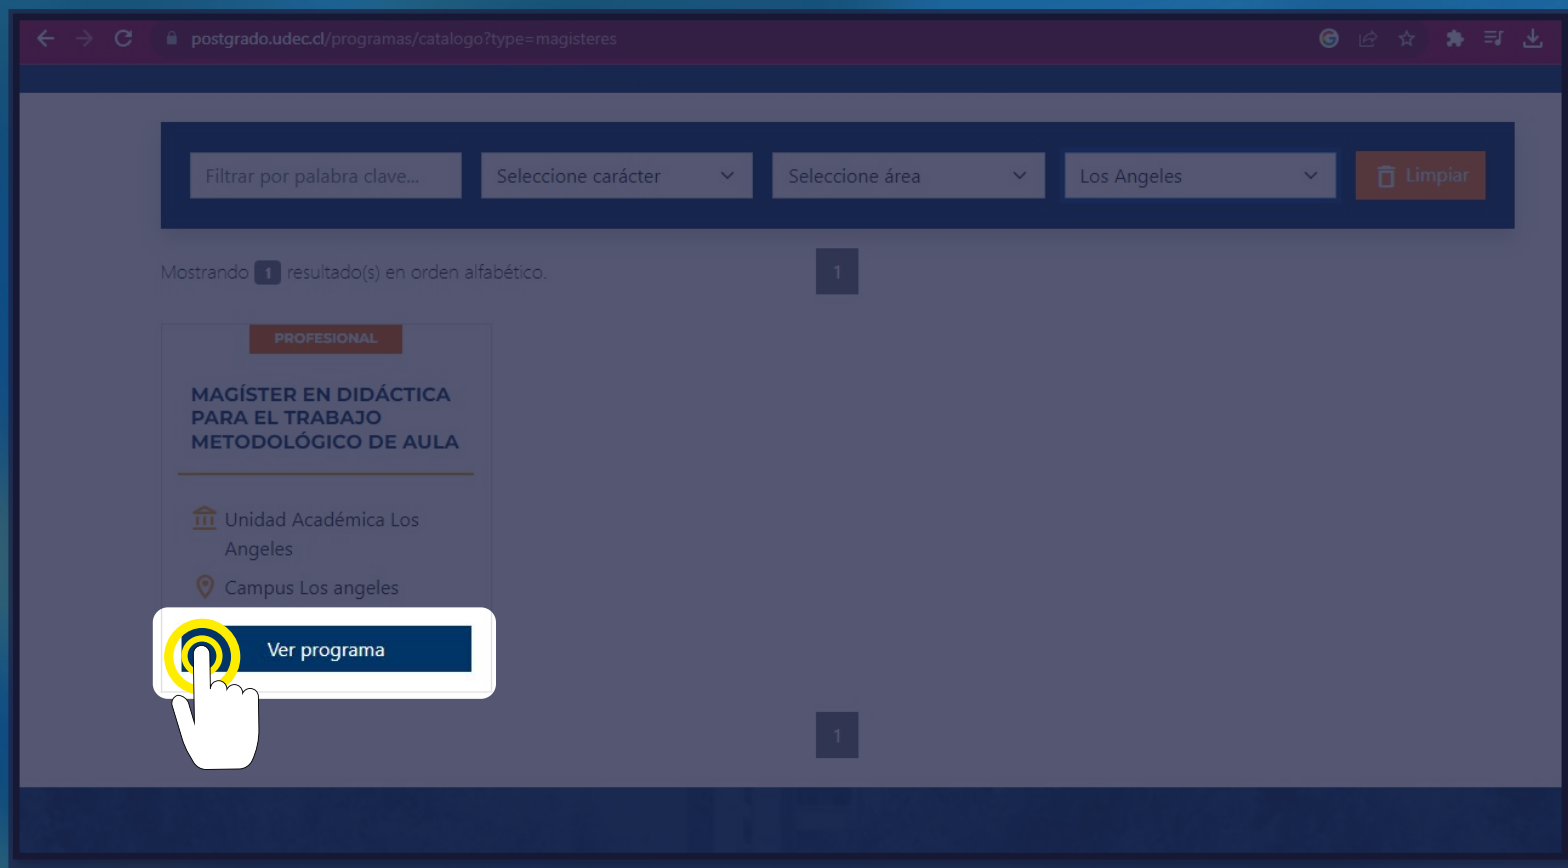 postgrado.udec.cl/programas/catalogo?type=magisteres
Filtrar por palabra clave... Seleccione carácter Seleccione área Los Angeles Limpiar
Mostrando 1 resultado(s) en orden alfabético. 1
PROFESIONAL
MAGÍSTER EN DIDÁCTICA
PARA EL TRABAJO
METODOLÓGICO DE AULA
Unidad Académica Los
Angeles
Campus Los angeles
Ver programa
1